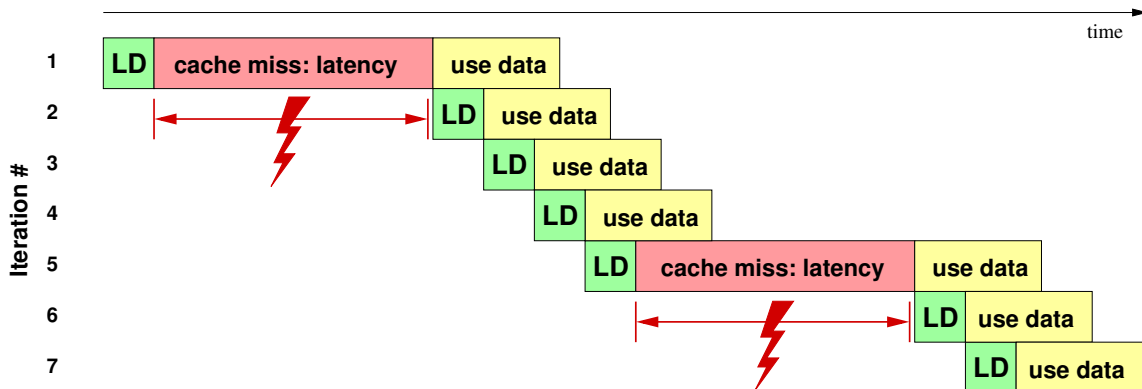 time
Iteration #
1 LD cache miss: latency use data
2 LD use data
3 LD use data
4 LD use data
5 LD cache miss: latency use data
6 LD use data
7 LD use data